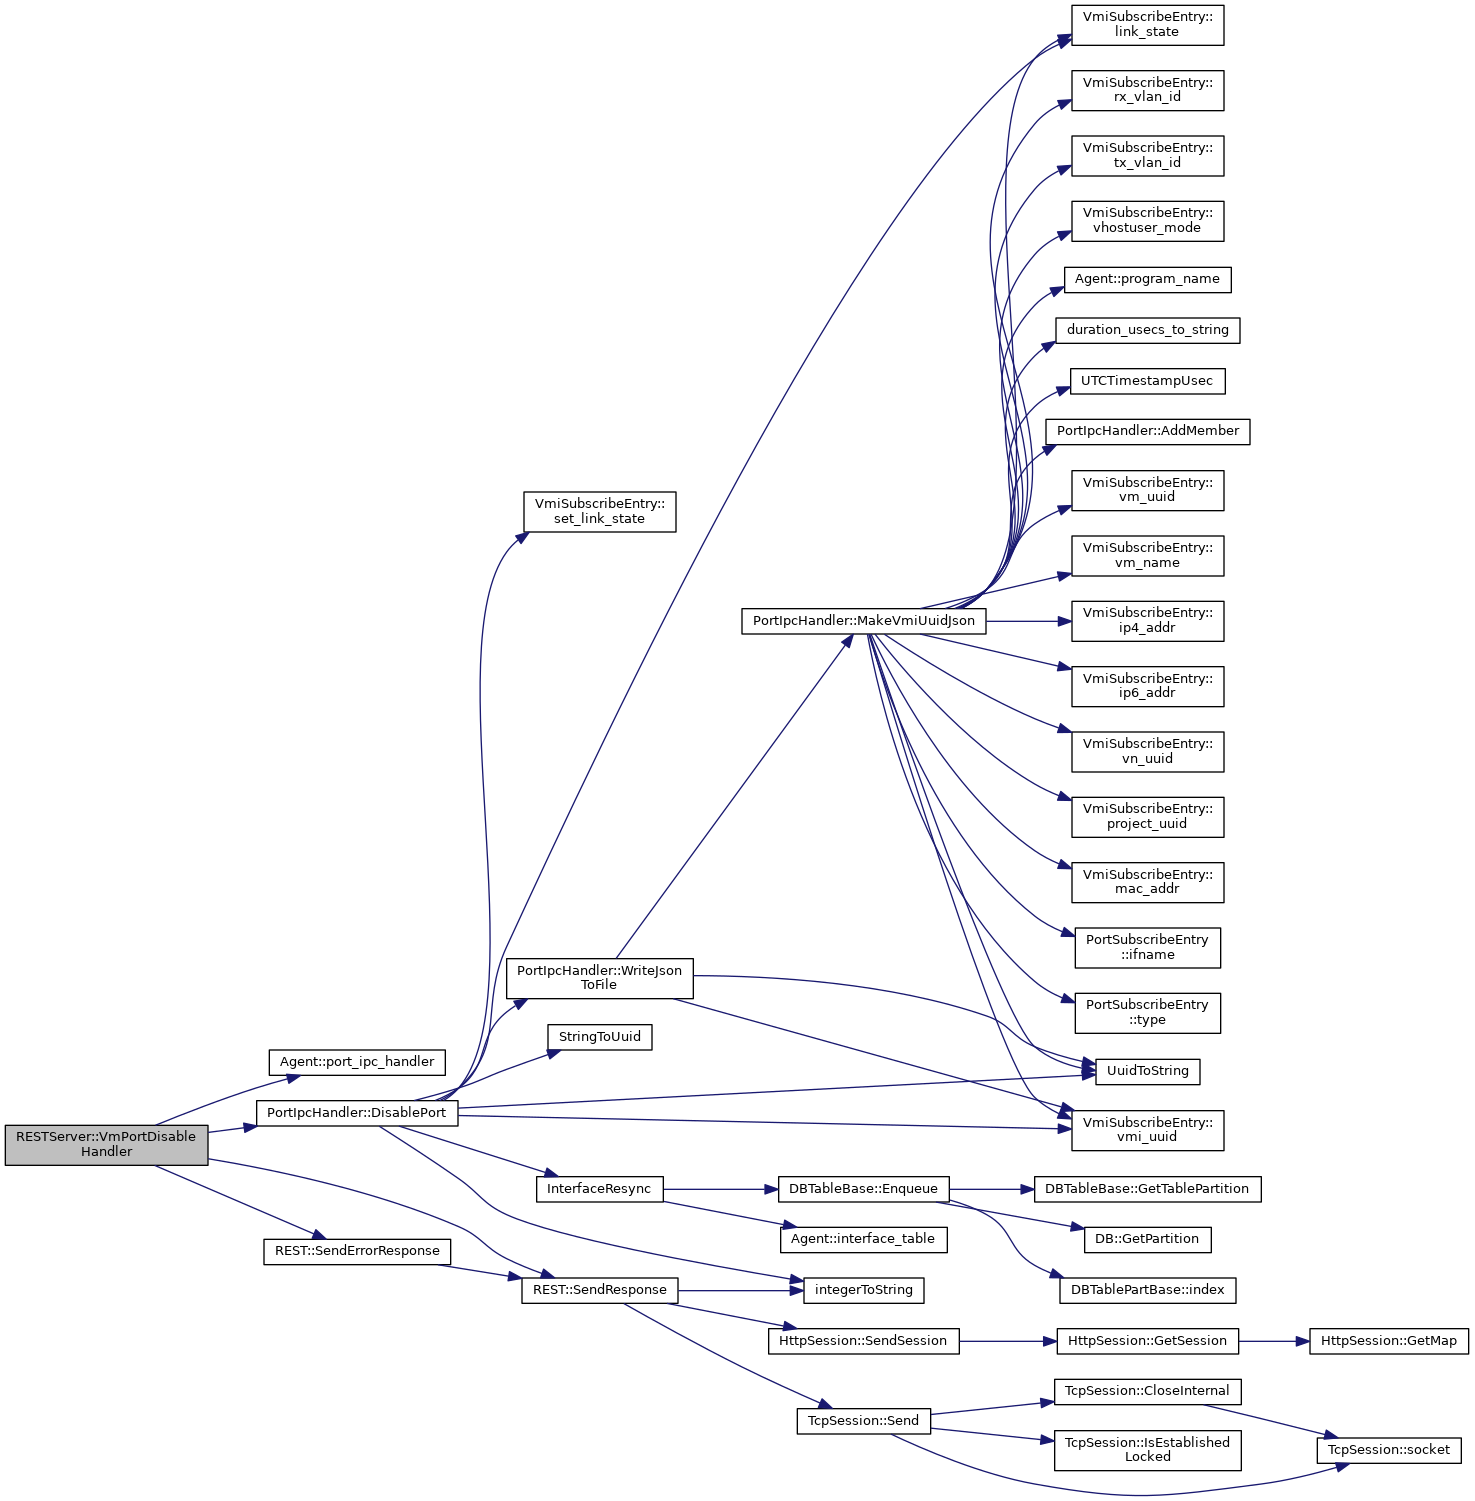 VmiSubscribeEntry::
link_state
VmiSubscribeEntry::
rx_vlan_id
VmiSubscribeEntry::
tx_vlan_id
VmiSubscribeEntry::
vhostuser_mode
Agent::program_name
duration_usecs_to_string
UTCTimestampUsec
PortIpcHandler::AddMember
VmiSubscribeEntry::
vm_uuid
VmiSubscribeEntry::
set_link_state
VmiSubscribeEntry::
vm_name
PortIpcHandler::MakeVmiUuidJson
VmiSubscribeEntry::
ip4_addr
VmiSubscribeEntry::
ip6_addr
VmiSubscribeEntry::
vn_uuid
VmiSubscribeEntry::
project_uuid
VmiSubscribeEntry::
mac_addr
PortSubscribeEntry
::ifname
PortIpcHandler::WriteJson
ToFile
PortSubscribeEntry
::type
StringToUuid
Agent::port_ipc_handler
UuidToString
PortIpcHandler::DisablePort
RESTServer::VmPortDisable
Handler
VmiSubscribeEntry::
vmi_uuid
InterfaceResync
DBTableBase::Enqueue
DBTableBase::GetTablePartition
Agent::interface_table
DB::GetPartition
REST::SendErrorResponse
REST::SendResponse
integerToString
DBTablePartBase::index
HttpSession::SendSession
HttpSession::GetSession
HttpSession::GetMap
TcpSession::CloseInternal
TcpSession::Send
TcpSession::IsEstablished
Locked
TcpSession::socket